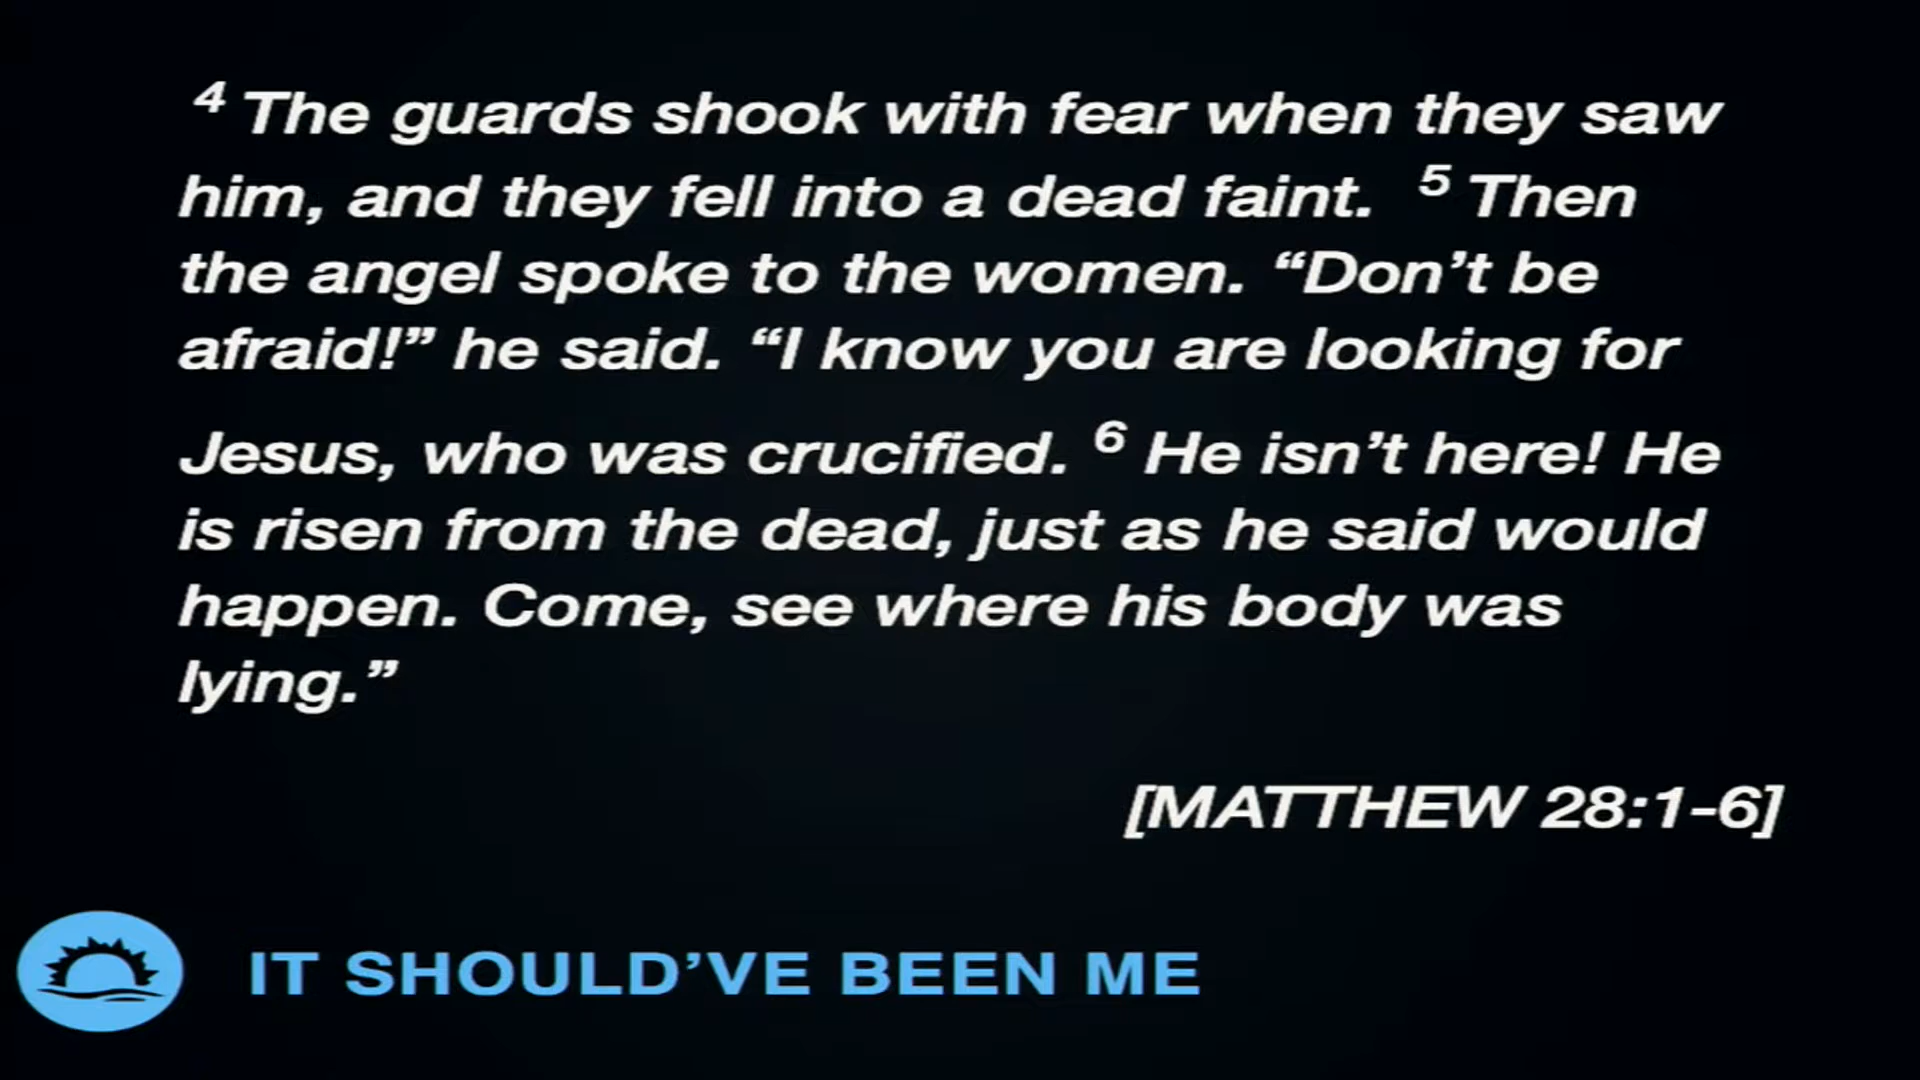 4 The guards shook with fear when they saw
him, and they fell into a dead faint. 5 Then
the angel spoke to the women. “Don’t be
afraid!” he said. “I know you are looking for
Jesus, who was crucified. 6 He isn’t here! He
is risen from the dead, just as he said would
happen. Come, see where his body was
lying.”
[MATTHEW 28:1-6]
IT SHOULD’VE BEEN ME